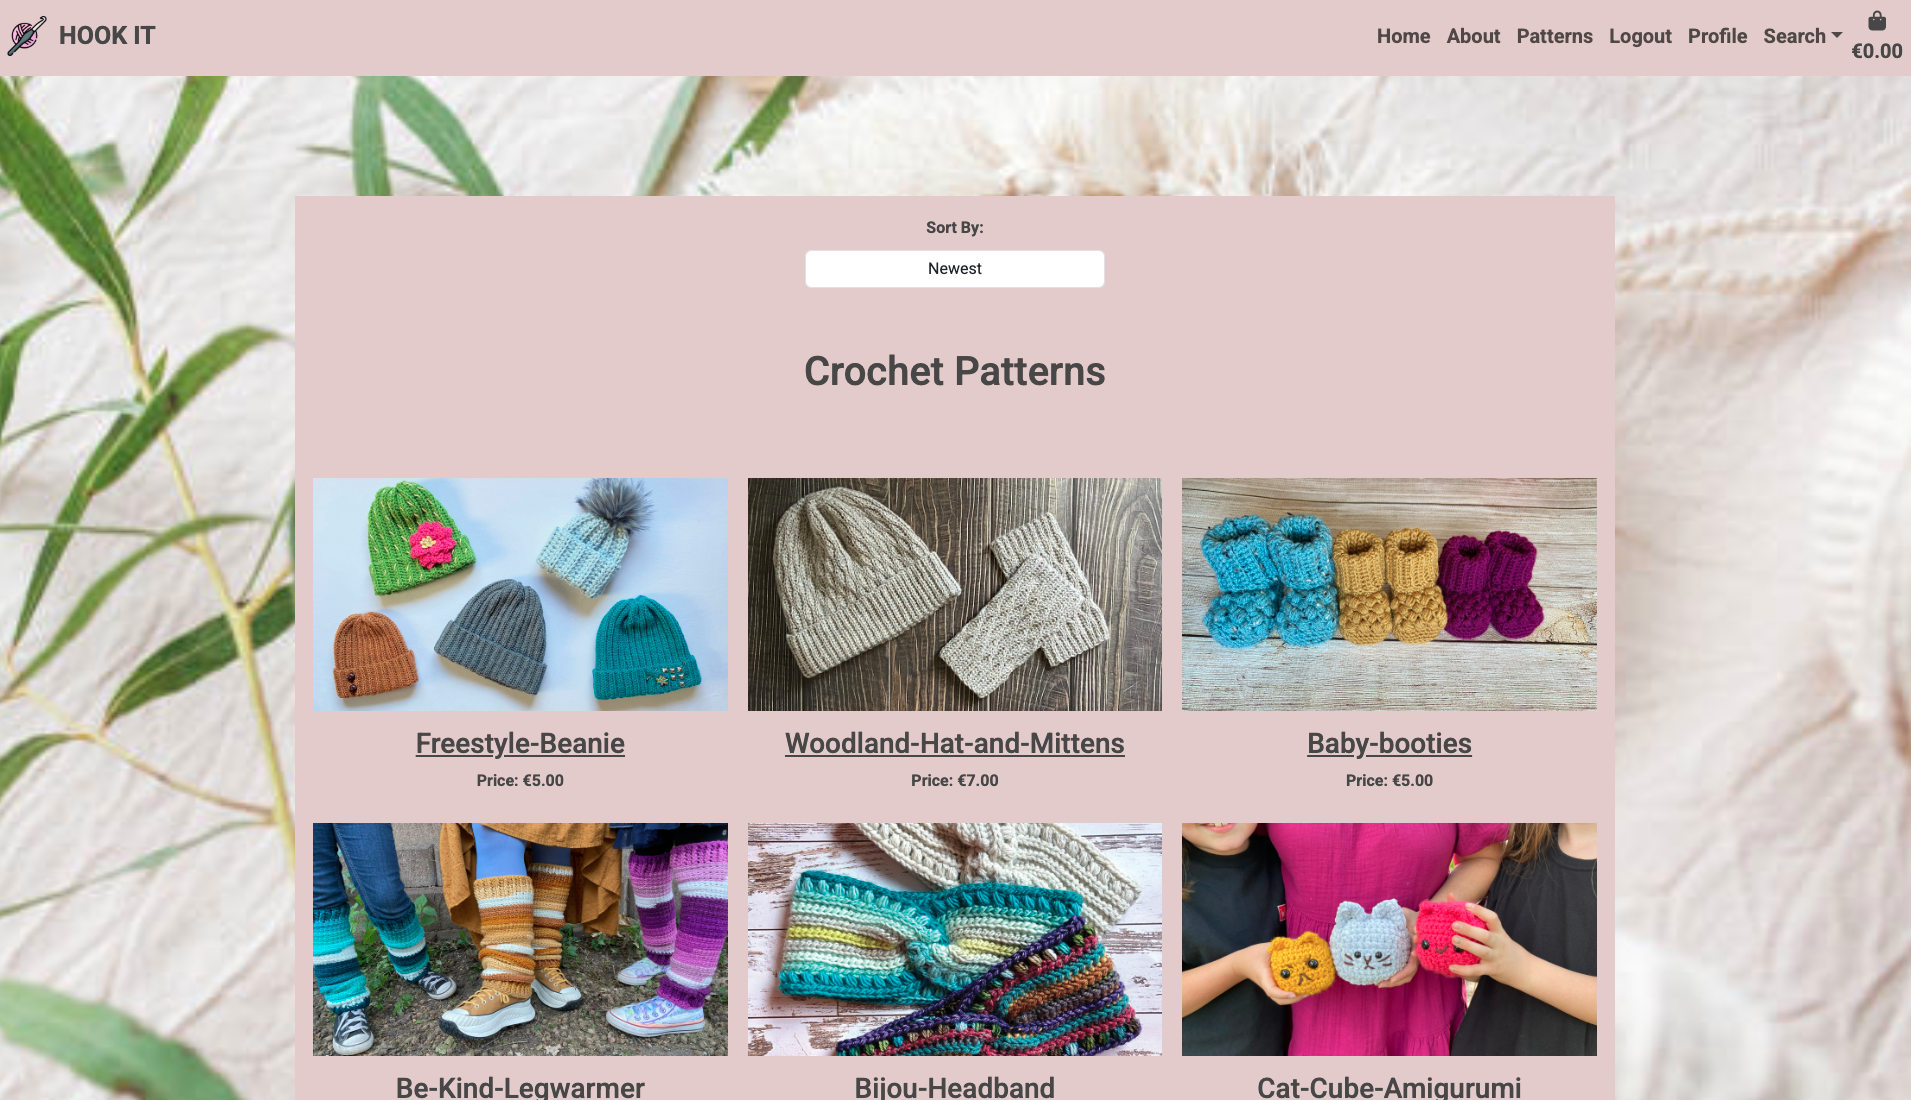 HOOK IT
Home About Patterns Logout Profile Search
€0.00
Sort By:
Newest
Crochet Patterns
Freestyle-Beanie
Price: €5.00
Woodland-Hat-and-Mittens
Price: €7.00
Baby-booties
Price: €5.00
Be-Kind-Legwarmer
Bijou-Headband
Cat-Cube-Amigurumi